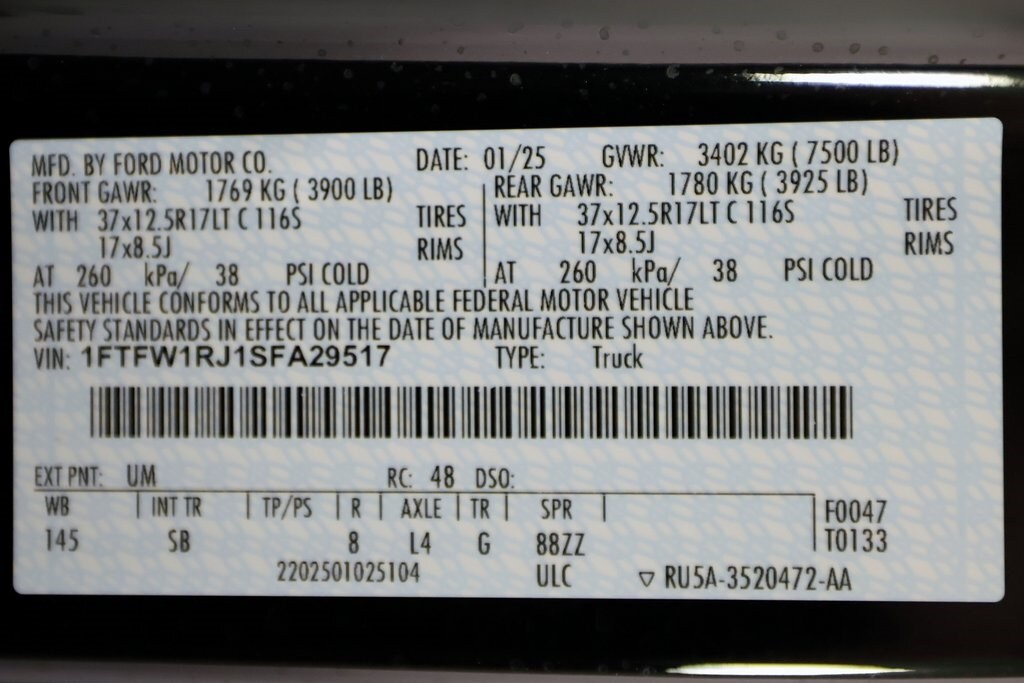 MFD. BY FORD MOTOR CO. DATE: 01/25 GVWR: 3402 KG ( 7500 LB)
FRONT GAWR: 1769 KG ( 3900 LB) REAR GAWR: 1780 KG ( 3925 LB)
WITH 37x12.5R17LT C 116S TIRES WITH 37x12.5R17LT C 116S TIRES
17x8.5J RIMS 17x8.5J RIMS
AT 260 kPa/ 38 PSI COLD AT 260 kPa/ 38 PSI COLD
THIS VEHICLE CONFORMS TO ALL APPLICABLE FEDERAL MOTOR VEHICLE
SAFETY STANDARDS IN EFFECT ON THE DATE OF MANUFACTURE SHOWN ABOVE.
VIN: 1FTFW1RJ1SFA29517 TYPE: Truck
EXT PNT: UM RC: 48 DSO:
WB INT TR TP/PS R AXLE TR SPR F0047
145 SB 8 L4 G 88ZZ T0133
2202501025104 ULC ▽ RU5A-3520472-AA